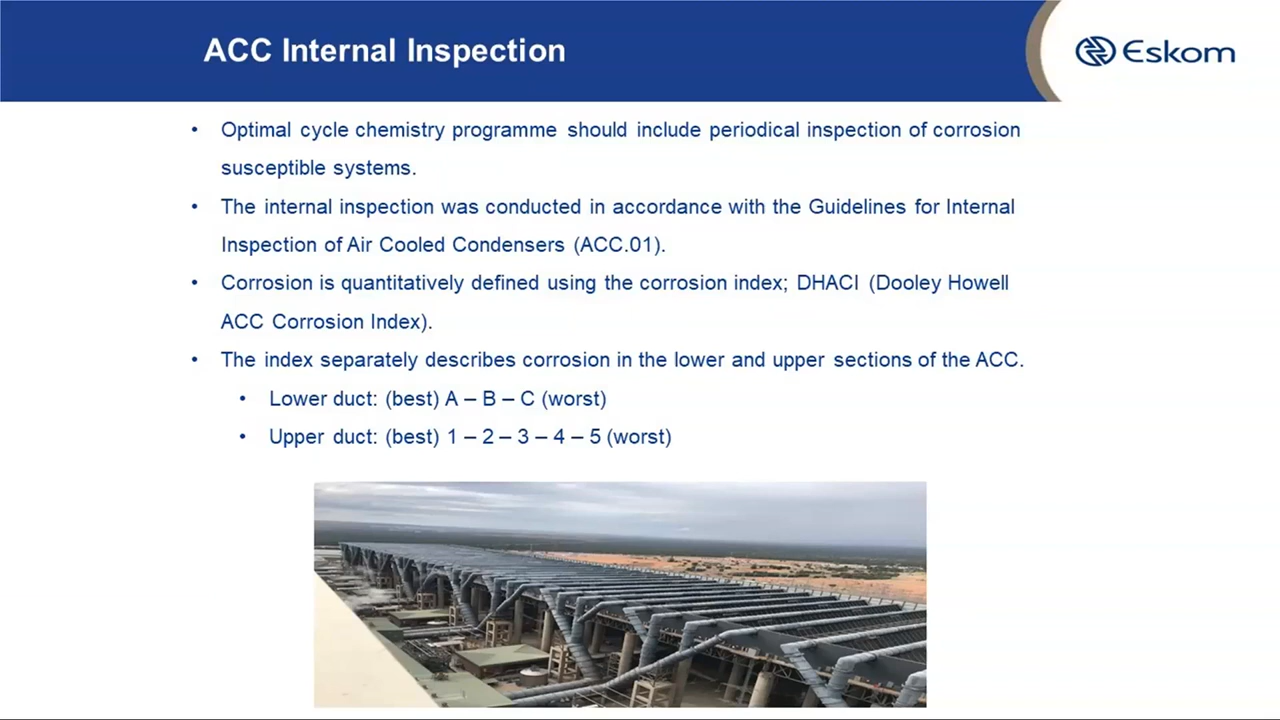 ACC Internal Inspection
Eskom
• Optimal cycle chemistry programme should include periodical inspection of corrosion
susceptible systems.
• The internal inspection was conducted in accordance with the Guidelines for Internal
Inspection of Air Cooled Condensers (ACC.01).
• Corrosion is quantitatively defined using the corrosion index; DHACI (Dooley Howell
ACC Corrosion Index).
• The index separately describes corrosion in the lower and upper sections of the ACC.
• Lower duct: (best) A – B – C (worst)
• Upper duct: (best) 1 – 2 – 3 – 4 – 5 (worst)